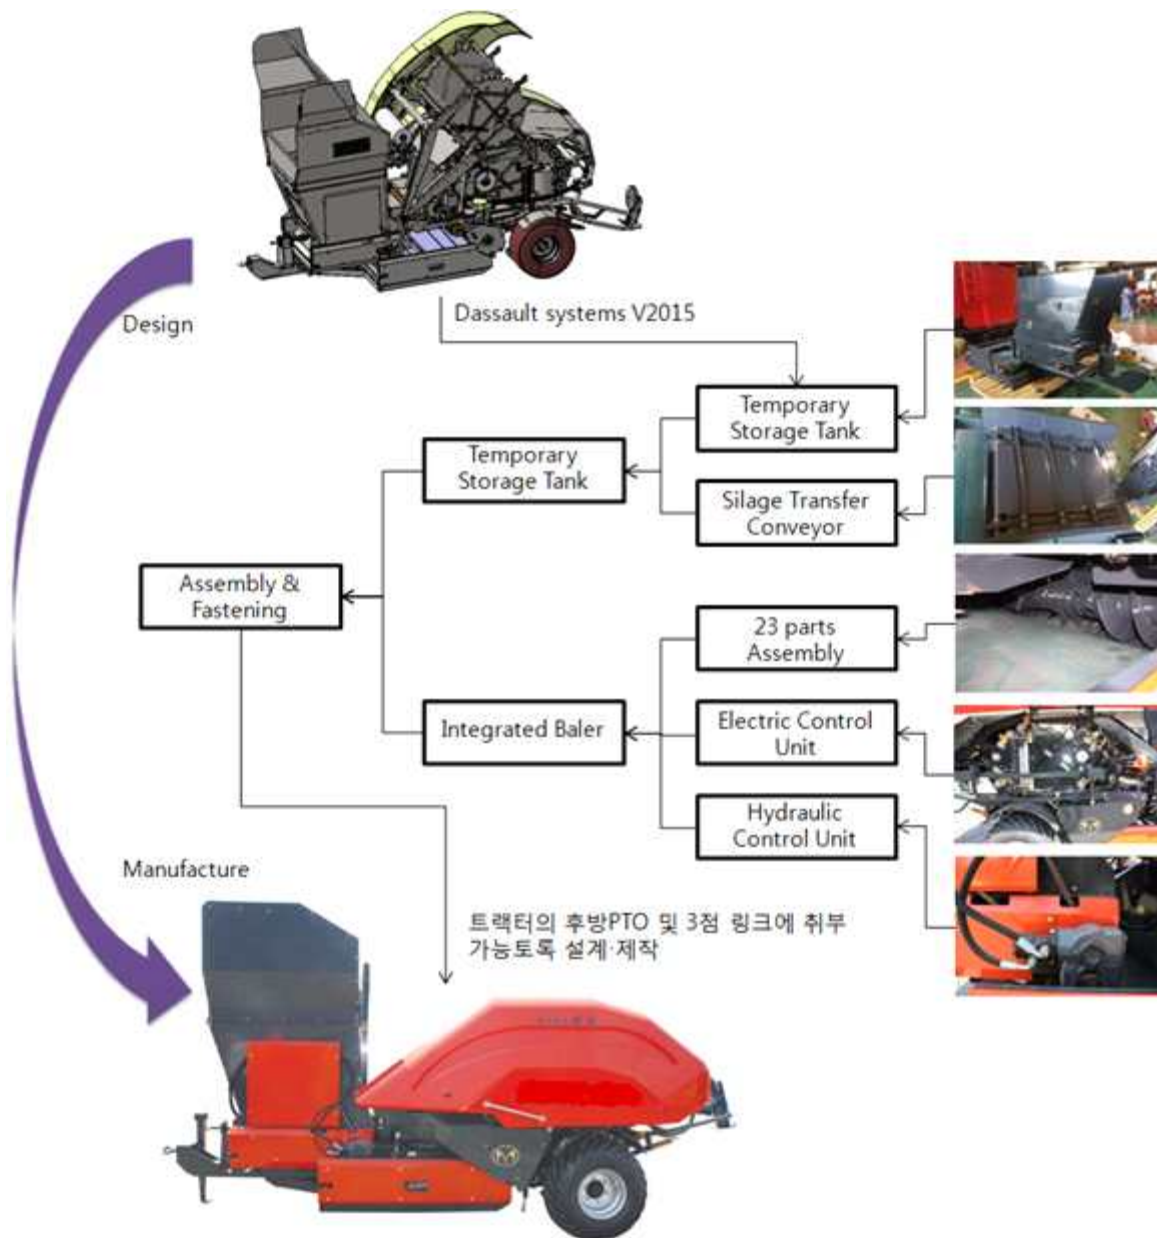 Dassault systems V2015
Design
Temporary
Storage Tank
Temporary
Storage Tank
Silage Transfer
Conveyor
Assembly &
Fastening
23 parts
Assembly
Integrated Baler
Electric Control
Unit
Hydraulic
Control Unit
Manufacture
트랙터의 후방PTO 및 3점 링크에 취부
가능토록 설계·제작